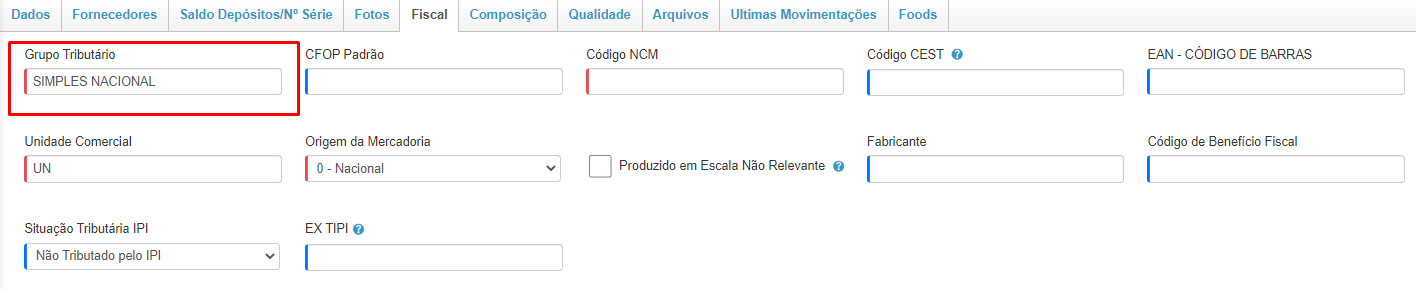 Dados Fornecedores Saldo Depósitos/Nº Série Fotos Fiscal Composição Qualidade Arquivos Ultimas Movimentações Foods
Grupo Tributário CFOP Padrão Código NCM Código CEST ? EAN - CÓDIGO DE BARRAS
SIMPLES NACIONAL
Unidade Comercial Origem da Mercadoria Fabricante Código de Benefício Fiscal
UN 0 - Nacional Produzido em Escala Não Relevante ?
Situação Tributária IPI EX TIPI ?
Não Tributado pelo IPI